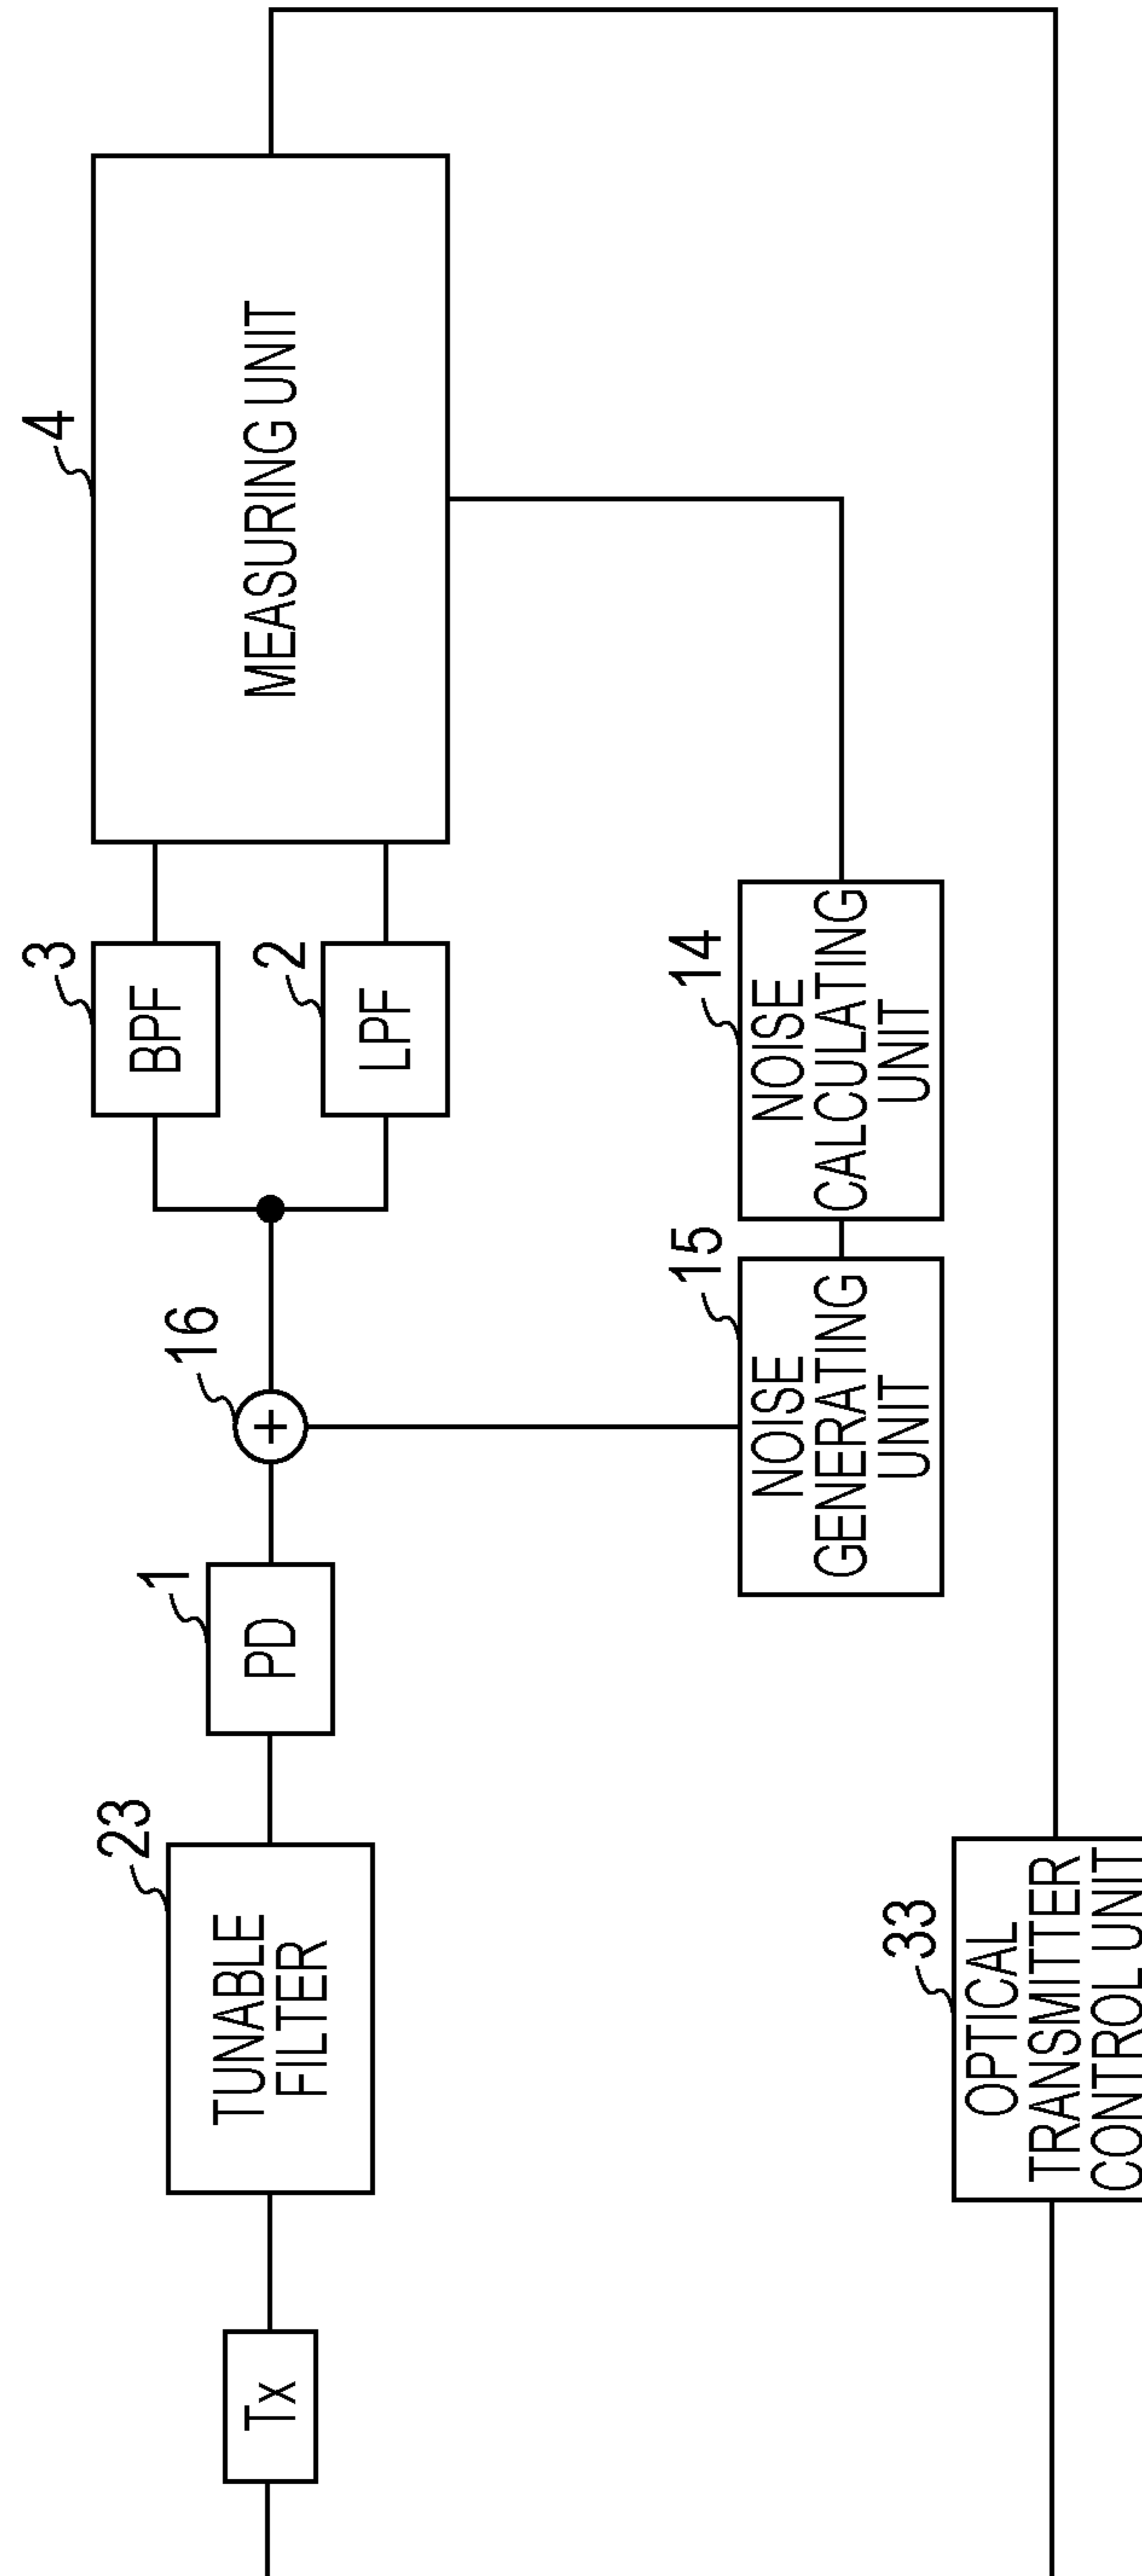 Tx
23
TUNABLE
FILTER
1
PD
16
+
3
BPF
2
LPF
4
MEASURING UNIT
15
NOISE
GENERATING
UNIT
14
NOISE
CALCULATING
UNIT
33
OPTICAL
TRANSMITTER
CONTROL UNIT